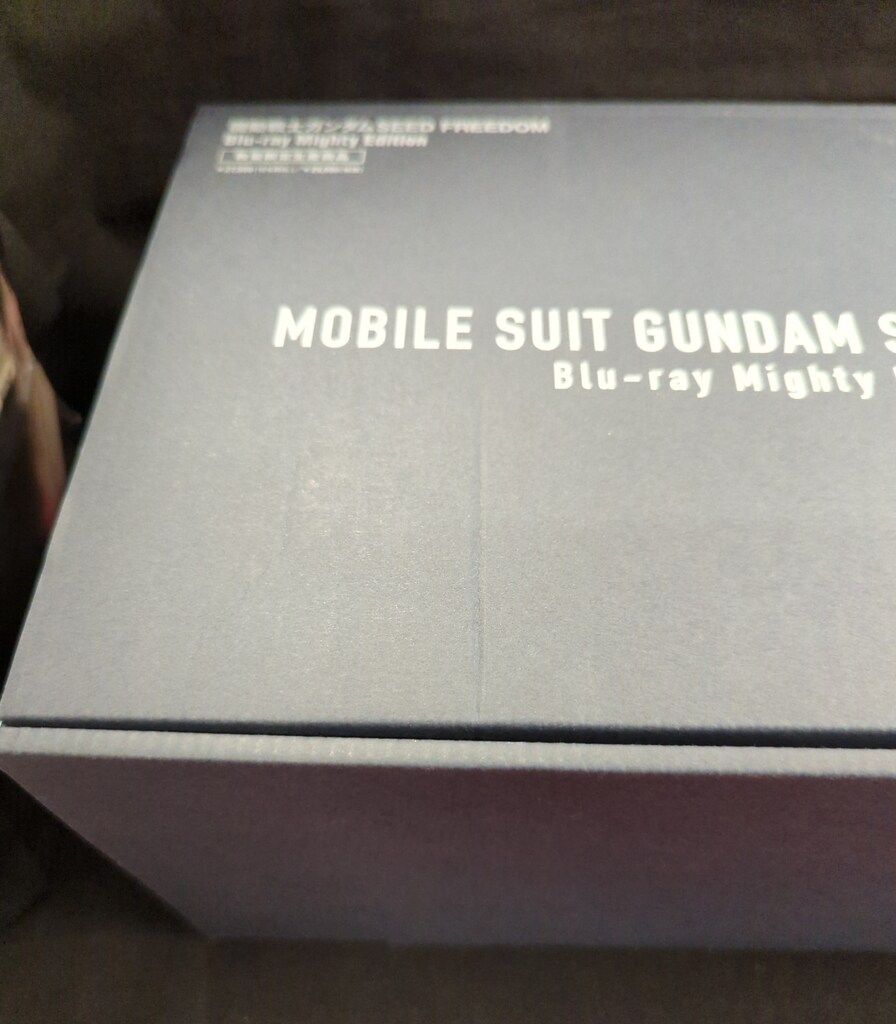 機動戦士ガンダムSEED FREEDOM
Blu-ray Mighty Edition
MOBILE SUIT GUNDAM S
Blu-ray Mighty